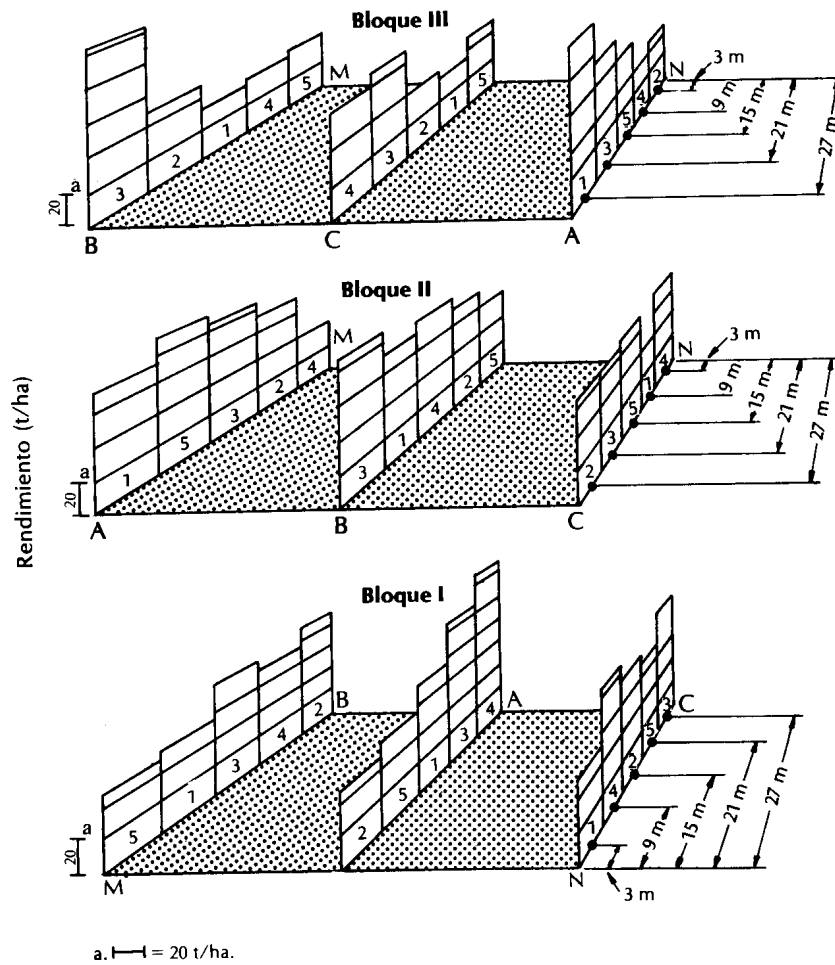 Bloque III
M
N
3 m
9 m
15 m
21 m
27 m
3 2 1 4 5
4 3 2 1 5
1 3 5 4 2
a
20
B
C
A
Bloque II
M
N
3 m
9 m
15 m
21 m
27 m
1 5 3 2 4
3 1 4 2 5
2 3 5 1 4
a
20
A
B
C
Rendimiento (t/ha)
Bloque I
B
A
C
5 1 3 4 2
2 5 1 3 4
1 4 2 5 3
a
20
M
N
3 m
9 m
15 m
21 m
27 m
a. = 20 t/ha.